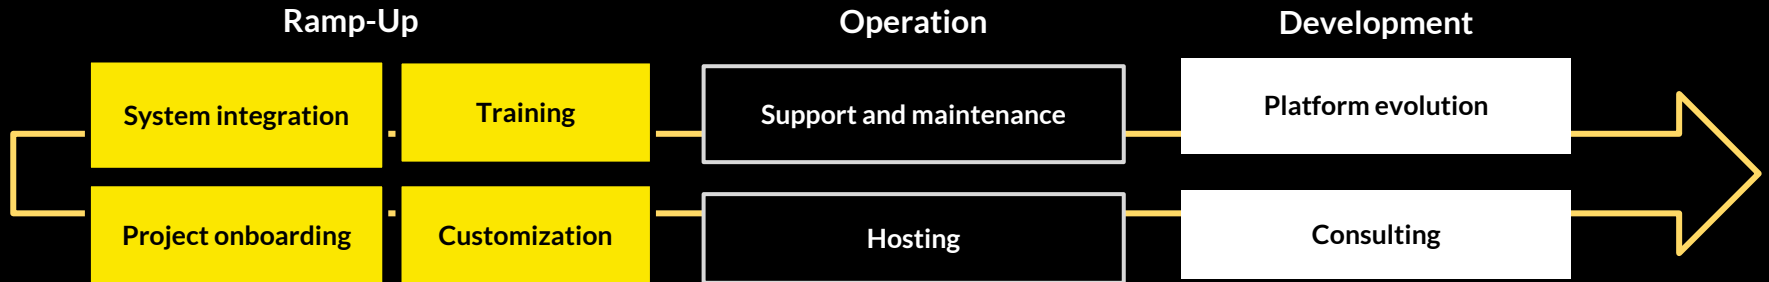 Ramp-Up
Operation
Development
System integration
Training
Support and maintenance
Platform evolution
Project onboarding
Customization
Hosting
Consulting